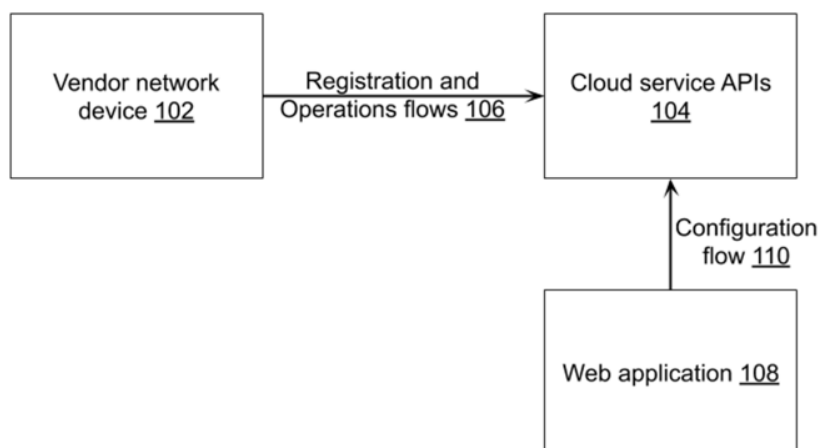 Vendor network
device 102
Registration and
Operations flows 106
Cloud service APIs
104
Configuration
flow 110
Web application 108